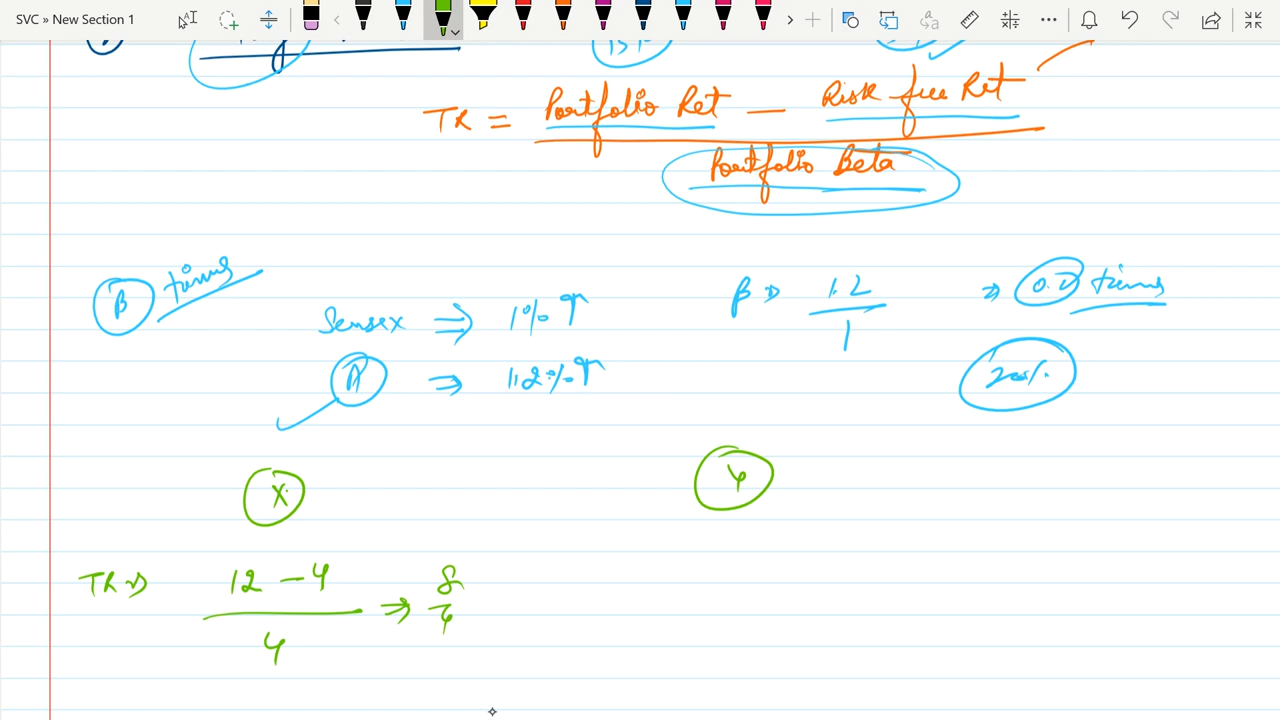 SVC » New Section 1
TR = Portfolio Ret — Risk free Ret
Portfolio Beta
β times
Sensex ⇒ 1% ↑
A ⇒ 1.2% ↑
β ⇒ 1.2
1
⇒ 0.2 times
20%
X
Y
TR ⇒ 12 - 4
4
⇒ 8
4